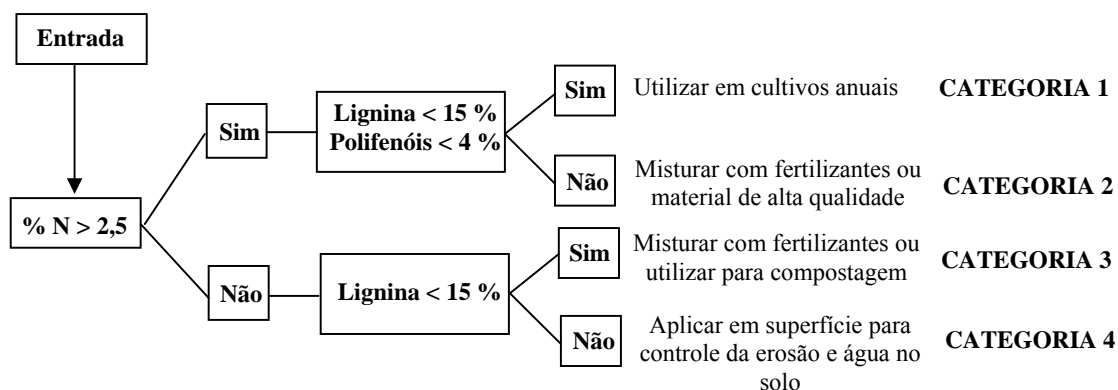 Entrada
% N > 2,5
Sim
Lignina < 15 %
Polifenóis < 4 %
Sim
Utilizar em cultivos anuais
CATEGORIA 1
Não
Misturar com fertilizantes ou
material de alta qualidade
CATEGORIA 2
Não
Lignina < 15 %
Sim
Misturar com fertilizantes ou
utilizar para compostagem
CATEGORIA 3
Não
Aplicar em superfície para
controle da erosão e água no
solo
CATEGORIA 4